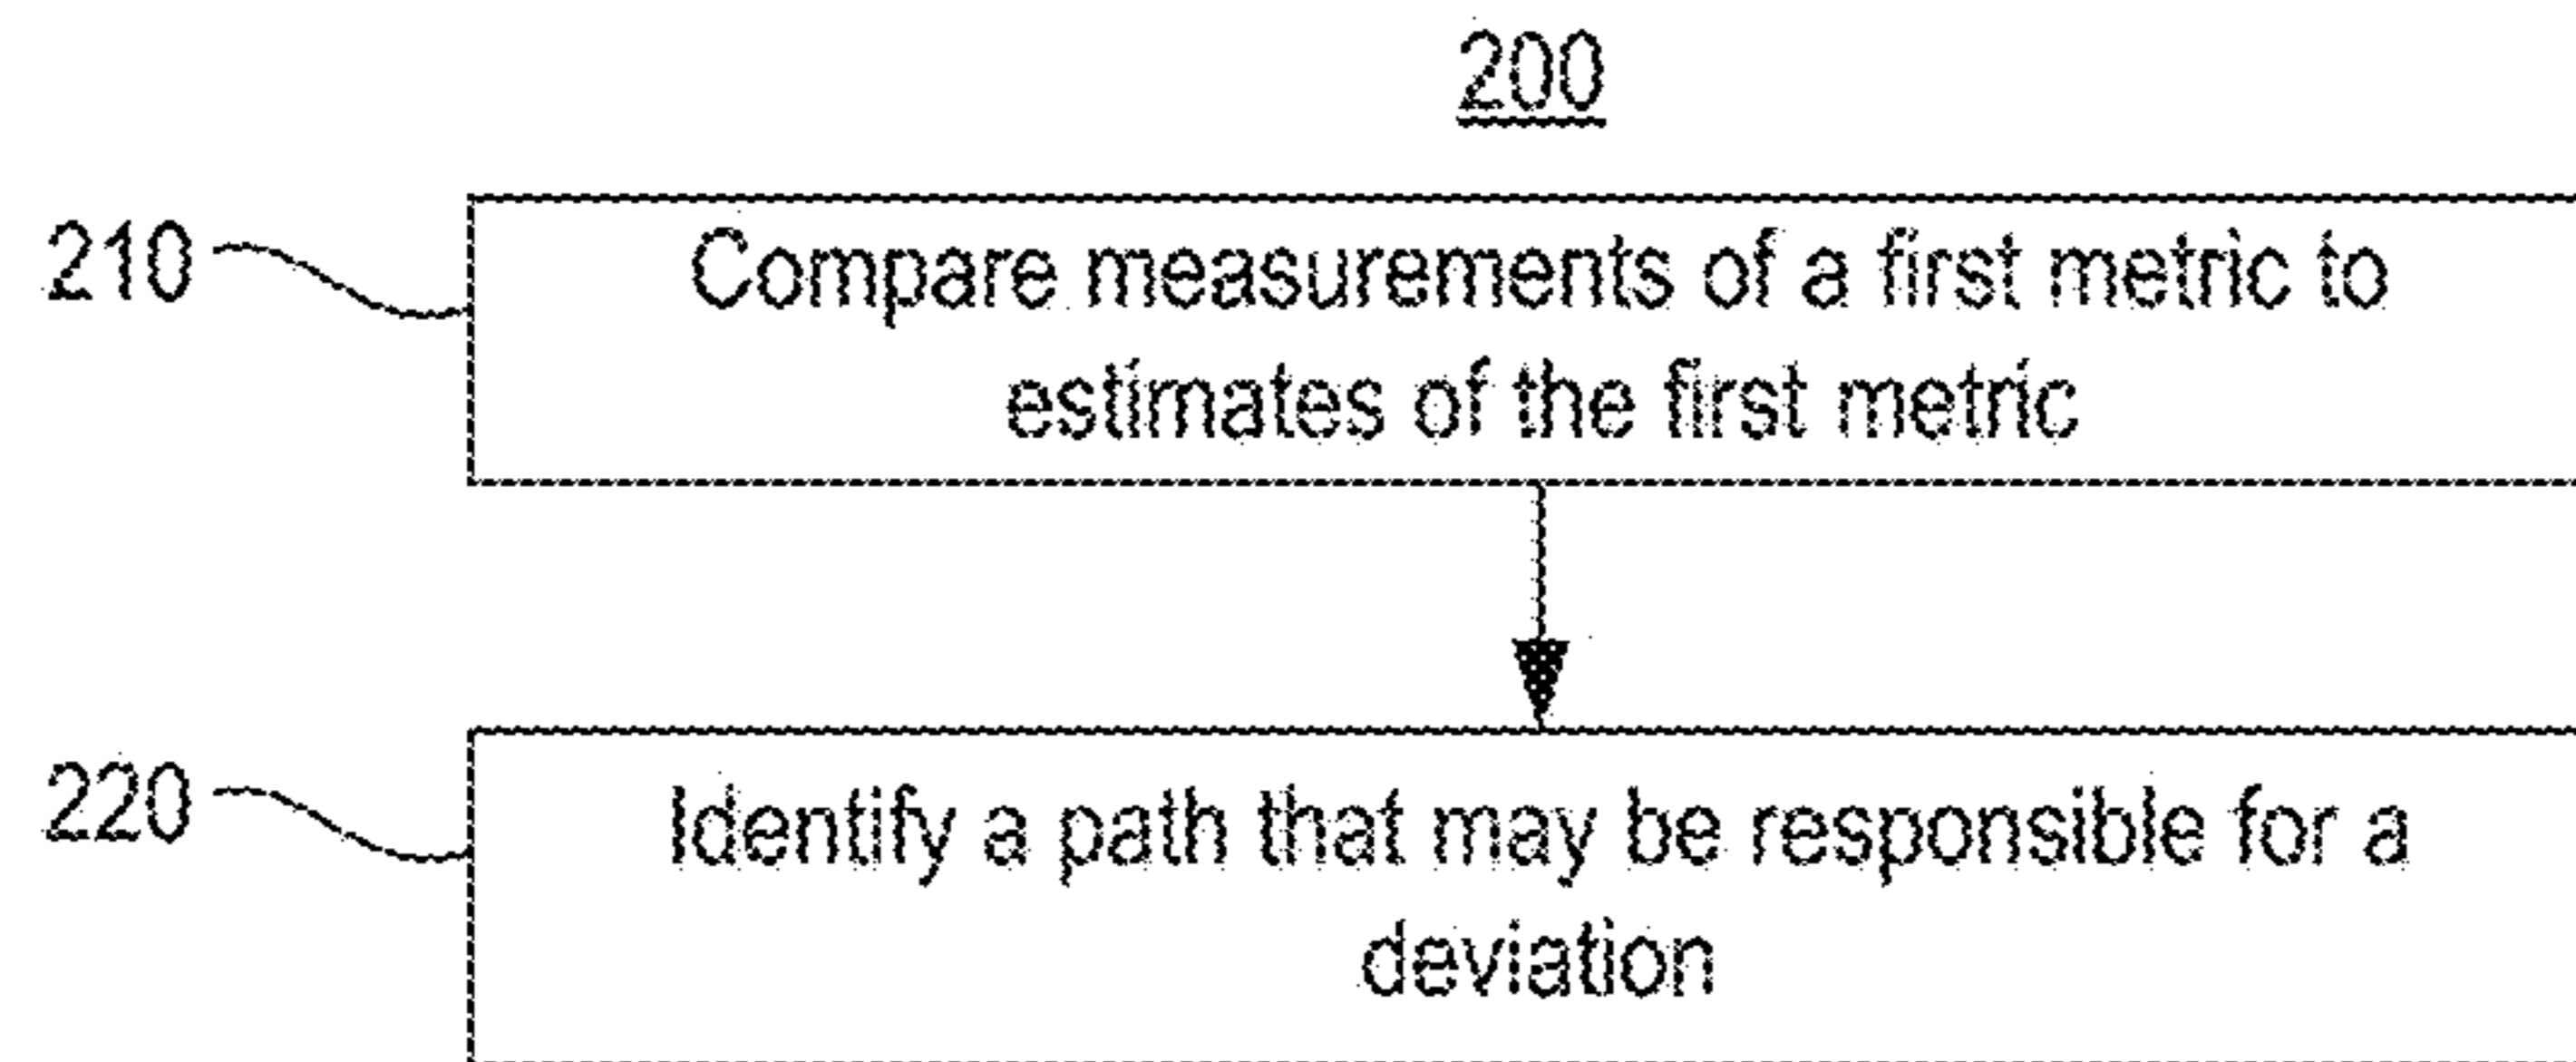 200
210
Compare measurements of a first metric to
estimates of the first metric
220
Identify a path that may be responsible for a
deviation